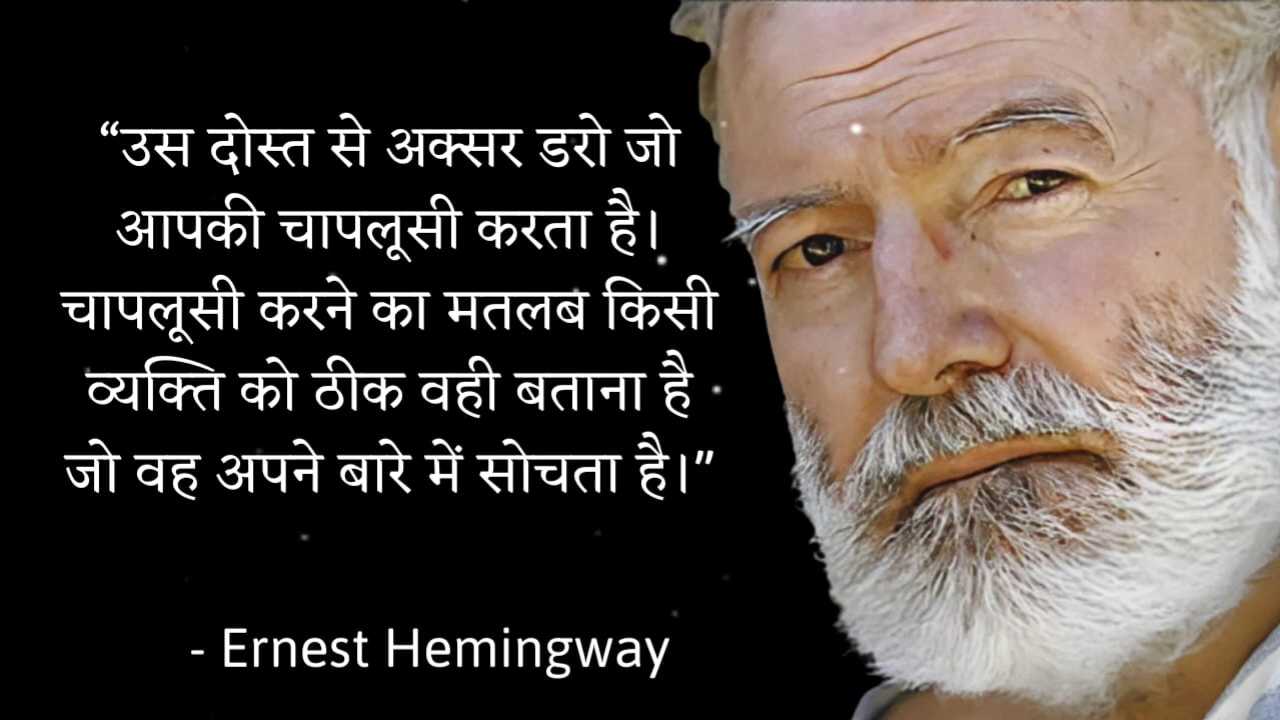 “उस दोस्त से अक्सर डरो जो
आपकी चापलूसी करता है।
चापलूसी करने का मतलब किसी
व्यक्ति को ठीक वही बताना है
जो वह अपने बारे में सोचता है।”
- Ernest Hemingway